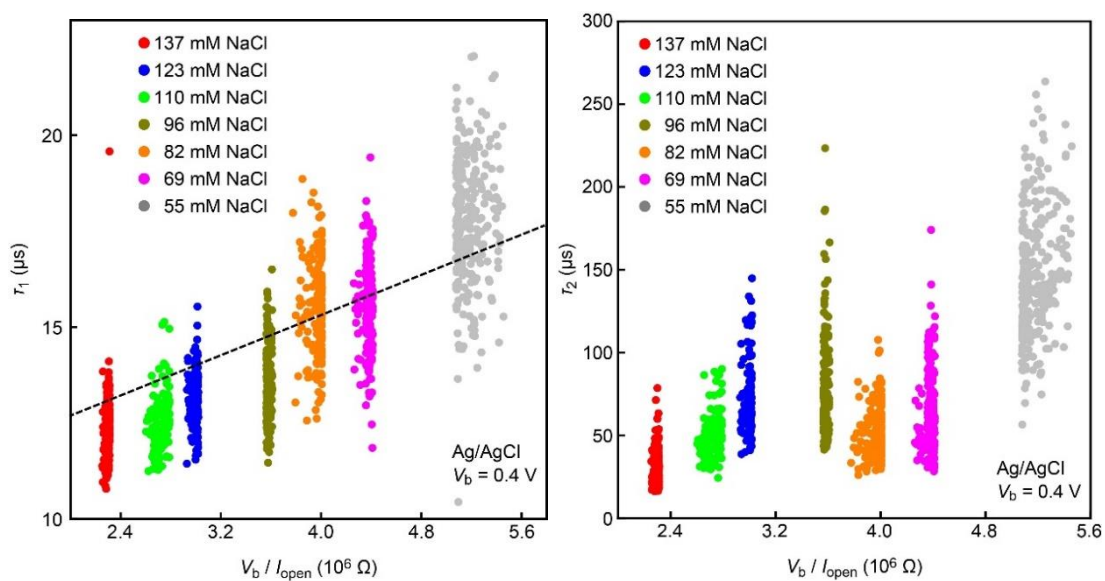 137 mM NaCl
123 mM NaCl
110 mM NaCl
96 mM NaCl
82 mM NaCl
69 mM NaCl
55 mM NaCl
20
15
10
τ1 (μs)
Ag/AgCl
Vb = 0.4 V
2.4 3.2 4.0 4.8 5.6
Vb / Iopen (10⁶ Ω)
300
250
200
150
100
50
0
τ2 (μs)
137 mM NaCl
123 mM NaCl
110 mM NaCl
96 mM NaCl
82 mM NaCl
69 mM NaCl
55 mM NaCl
Ag/AgCl
Vb = 0.4 V
2.4 3.2 4.0 4.8 5.6
Vb / Iopen (10⁶ Ω)